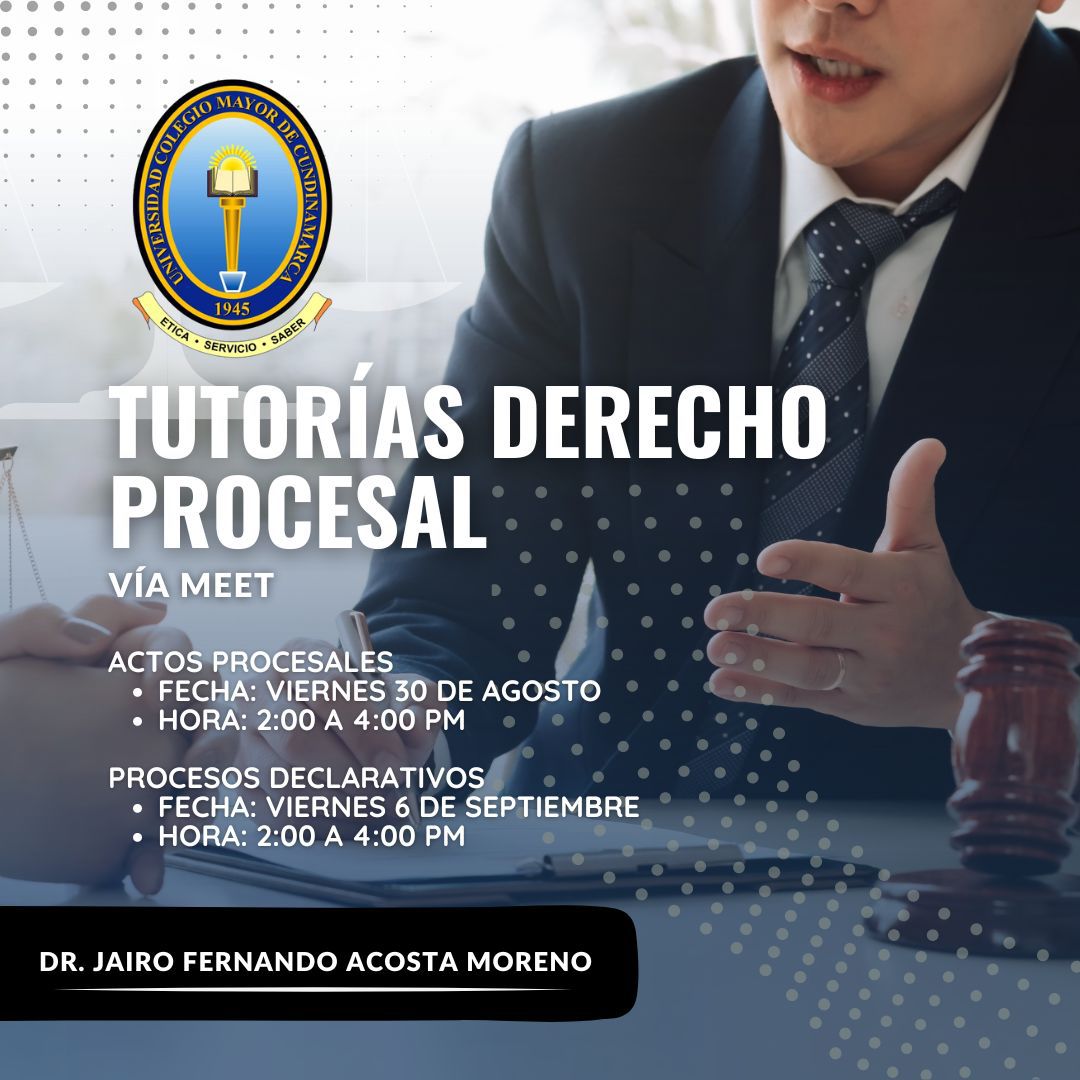 UNIVERSIDAD COLEGIO MAYOR DE CUNDINAMARCA
1945
ETICA • SERVICIO • SABER
TUTORÍAS DERECHO
PROCESAL
VÍA MEET
ACTOS PROCESALES
• FECHA: VIERNES 30 DE AGOSTO
• HORA: 2:00 A 4:00 PM
PROCESOS DECLARATIVOS
• FECHA: VIERNES 6 DE SEPTIEMBRE
• HORA: 2:00 A 4:00 PM
DR. JAIRO FERNANDO ACOSTA MORENO